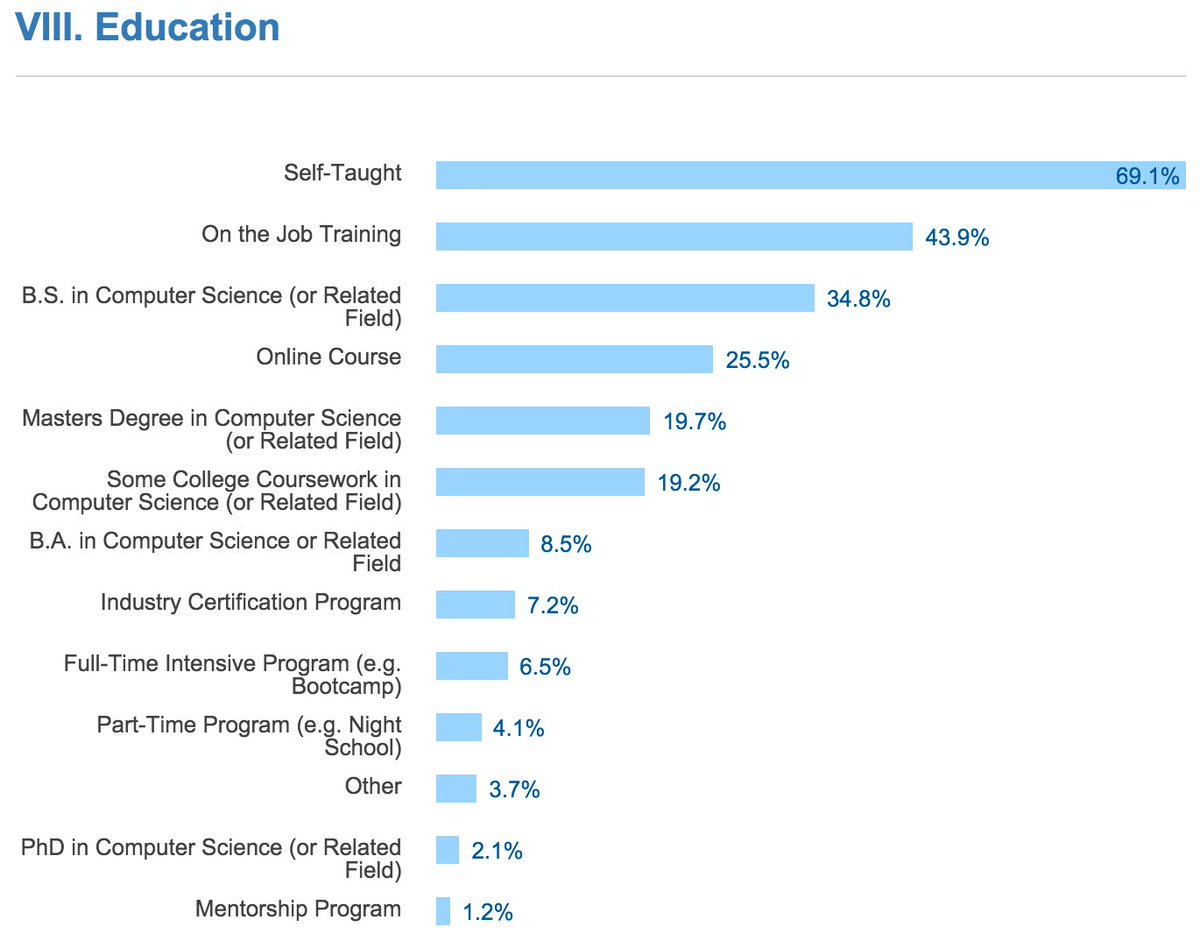 VIII. Education
Self-Taught
69.1%
On the Job Training
43.9%
B.S. in Computer Science (or Related
Field)
34.8%
Online Course
25.5%
Masters Degree in Computer Science
(or Related Field)
19.7%
Some College Coursework in
Computer Science (or Related Field)
19.2%
B.A. in Computer Science or Related
Field
8.5%
Industry Certification Program
7.2%
Full-Time Intensive Program (e.g.
Bootcamp)
6.5%
Part-Time Program (e.g. Night
School)
4.1%
Other
3.7%
PhD in Computer Science (or Related
Field)
2.1%
Mentorship Program
1.2%